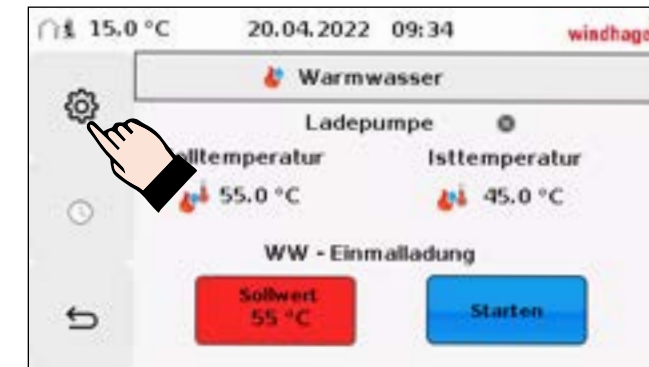 15.0 °C 20.04.2022 09:34 windhage
Warmwasser
Ladepumpe
olltemperatur Isttemperatur
55.0 °C 45.0 °C
WW - Einmalladung
Sollwert Starten
55 °C